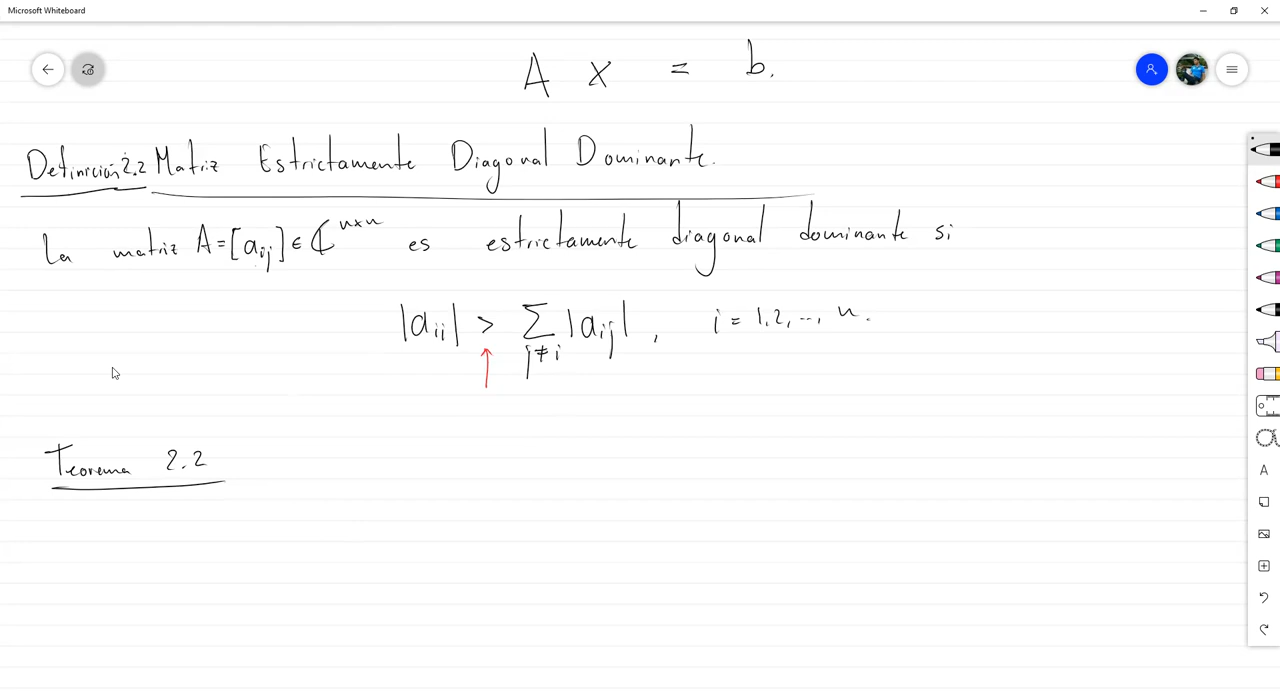 Microsoft Whiteboard
A x = b.
Definición 2.2 Matriz Estrictamente Diagonal Dominante.
La matriz A = [aij] ∈ ℂ^{n×n} es estrictamente diagonal dominante si
|aii| > ∑_{j≠i} |aij| , i = 1, 2, ..., n.
Teorema 2.2